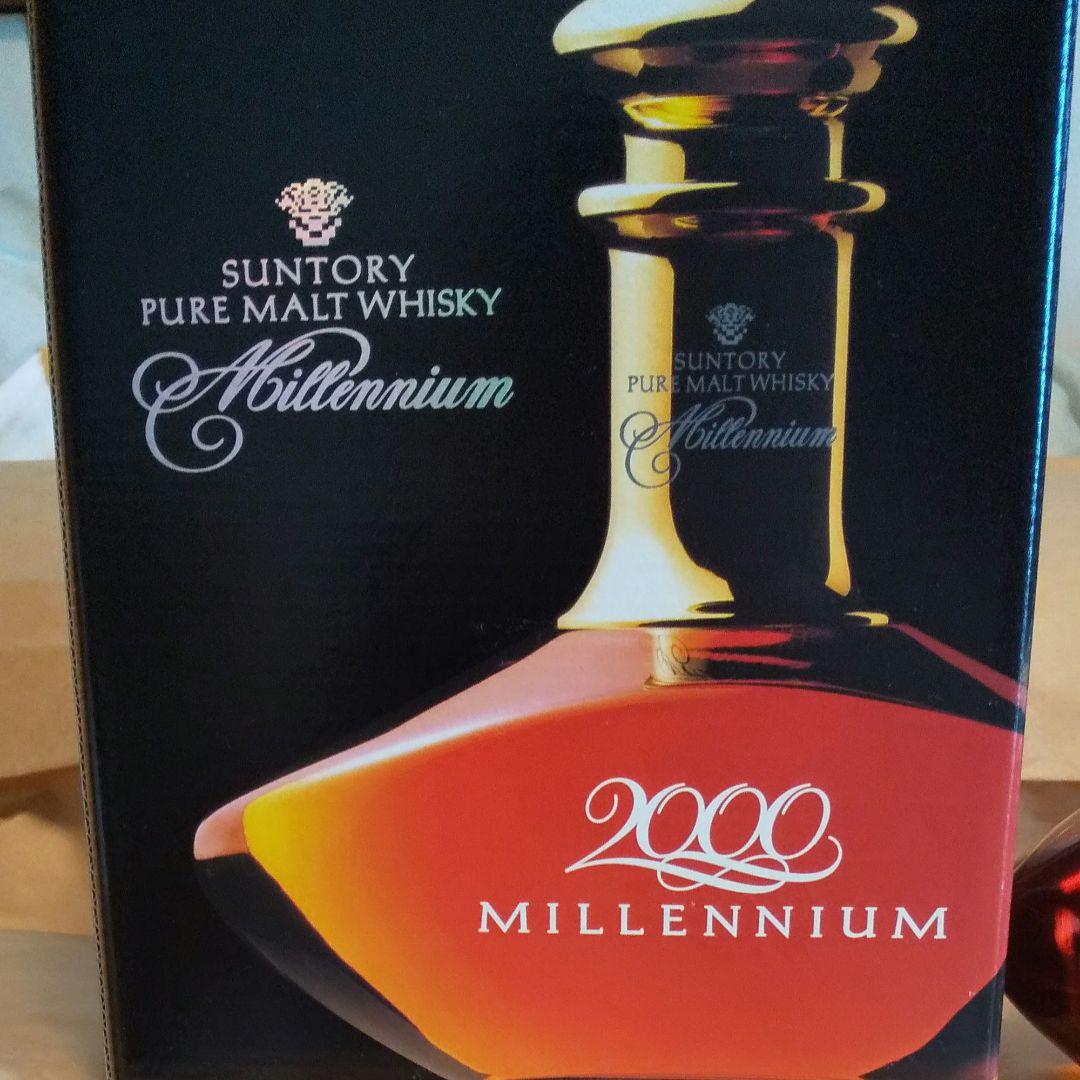 SUNTORY
PURE MALT WHISKY
Millennium
SUNTORY
PURE MALT WHISKY
Millennium
2000
MILLENNIUM